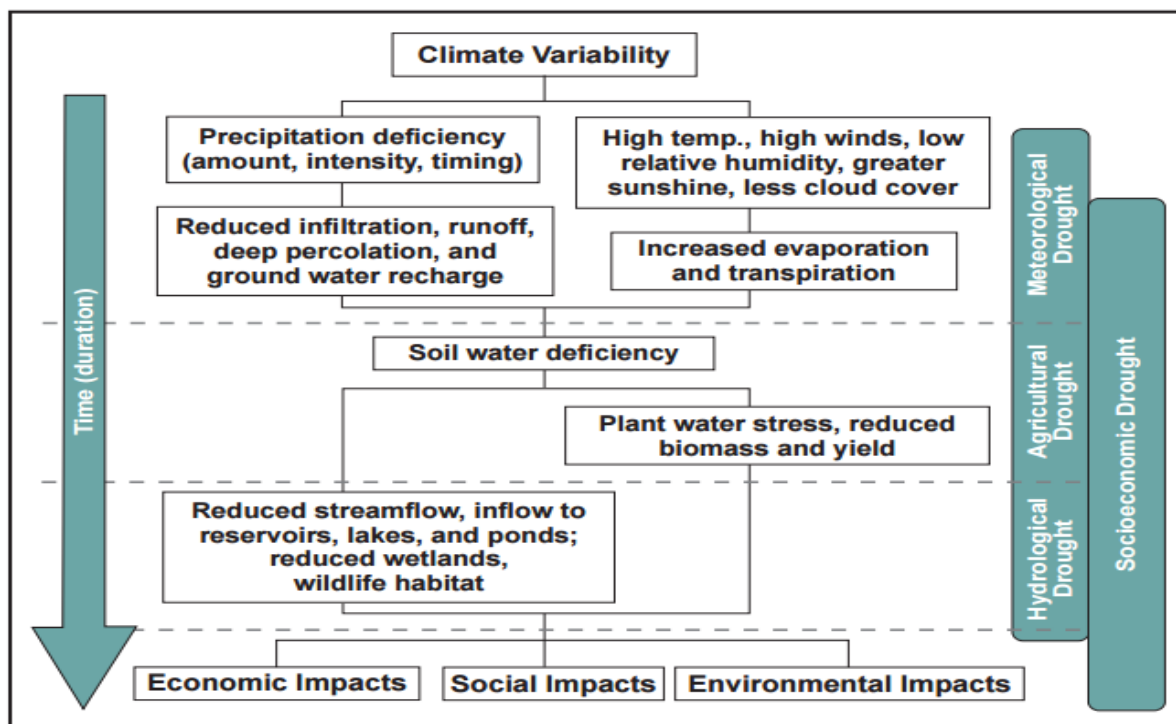 Climate Variability
Precipitation deficiency
(amount, intensity, timing)
High temp., high winds, low
relative humidity, greater
sunshine, less cloud cover
Reduced infiltration, runoff,
deep percolation, and
ground water recharge
Increased evaporation
and transpiration
Soil water deficiency
Plant water stress, reduced
biomass and yield
Reduced streamflow, inflow to
reservoirs, lakes, and ponds;
reduced wetlands,
wildlife habitat
Economic Impacts
Social Impacts
Environmental Impacts
Time (duration)
Meteorological
Drought
Agricultural
Drought
Hydrological
Drought
Socioeconomic Drought